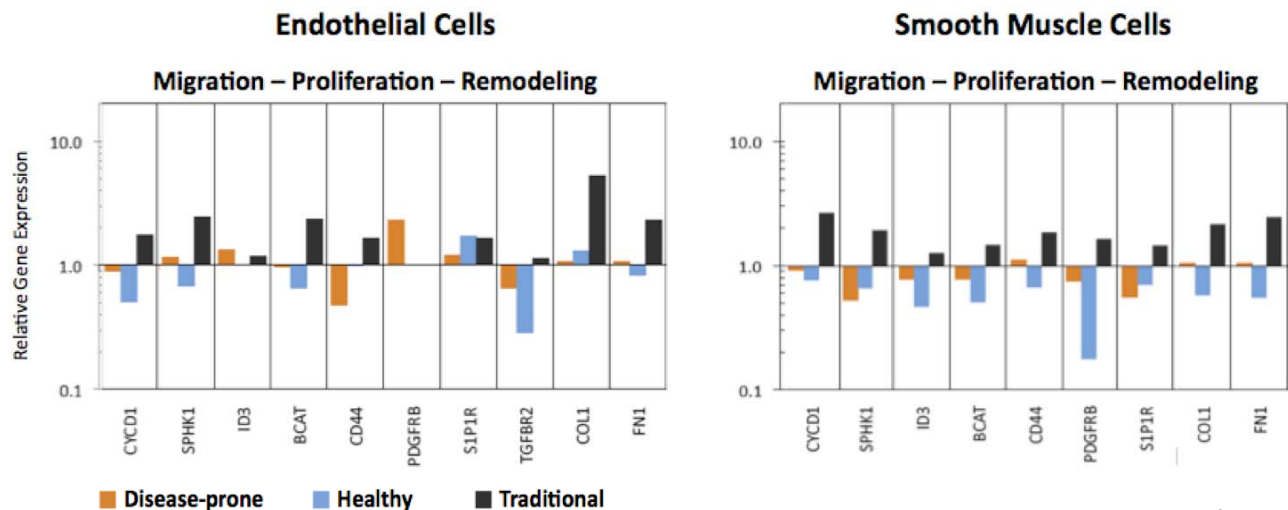 Endothelial Cells
Smooth Muscle Cells
Migration – Proliferation – Remodeling
Migration – Proliferation – Remodeling
Relative Gene Expression
10.0
1.0
0.1
10.0
1.0
0.1
CYCD1
SPHK1
ID3
BCAT
CD44
PDGFRB
S1P1R
TGFBR2
COL1
FN1
CYCD1
SPHK1
ID3
BCAT
CD44
PDGFRB
S1P1R
COL1
FN1
Disease-prone
Healthy
Traditional